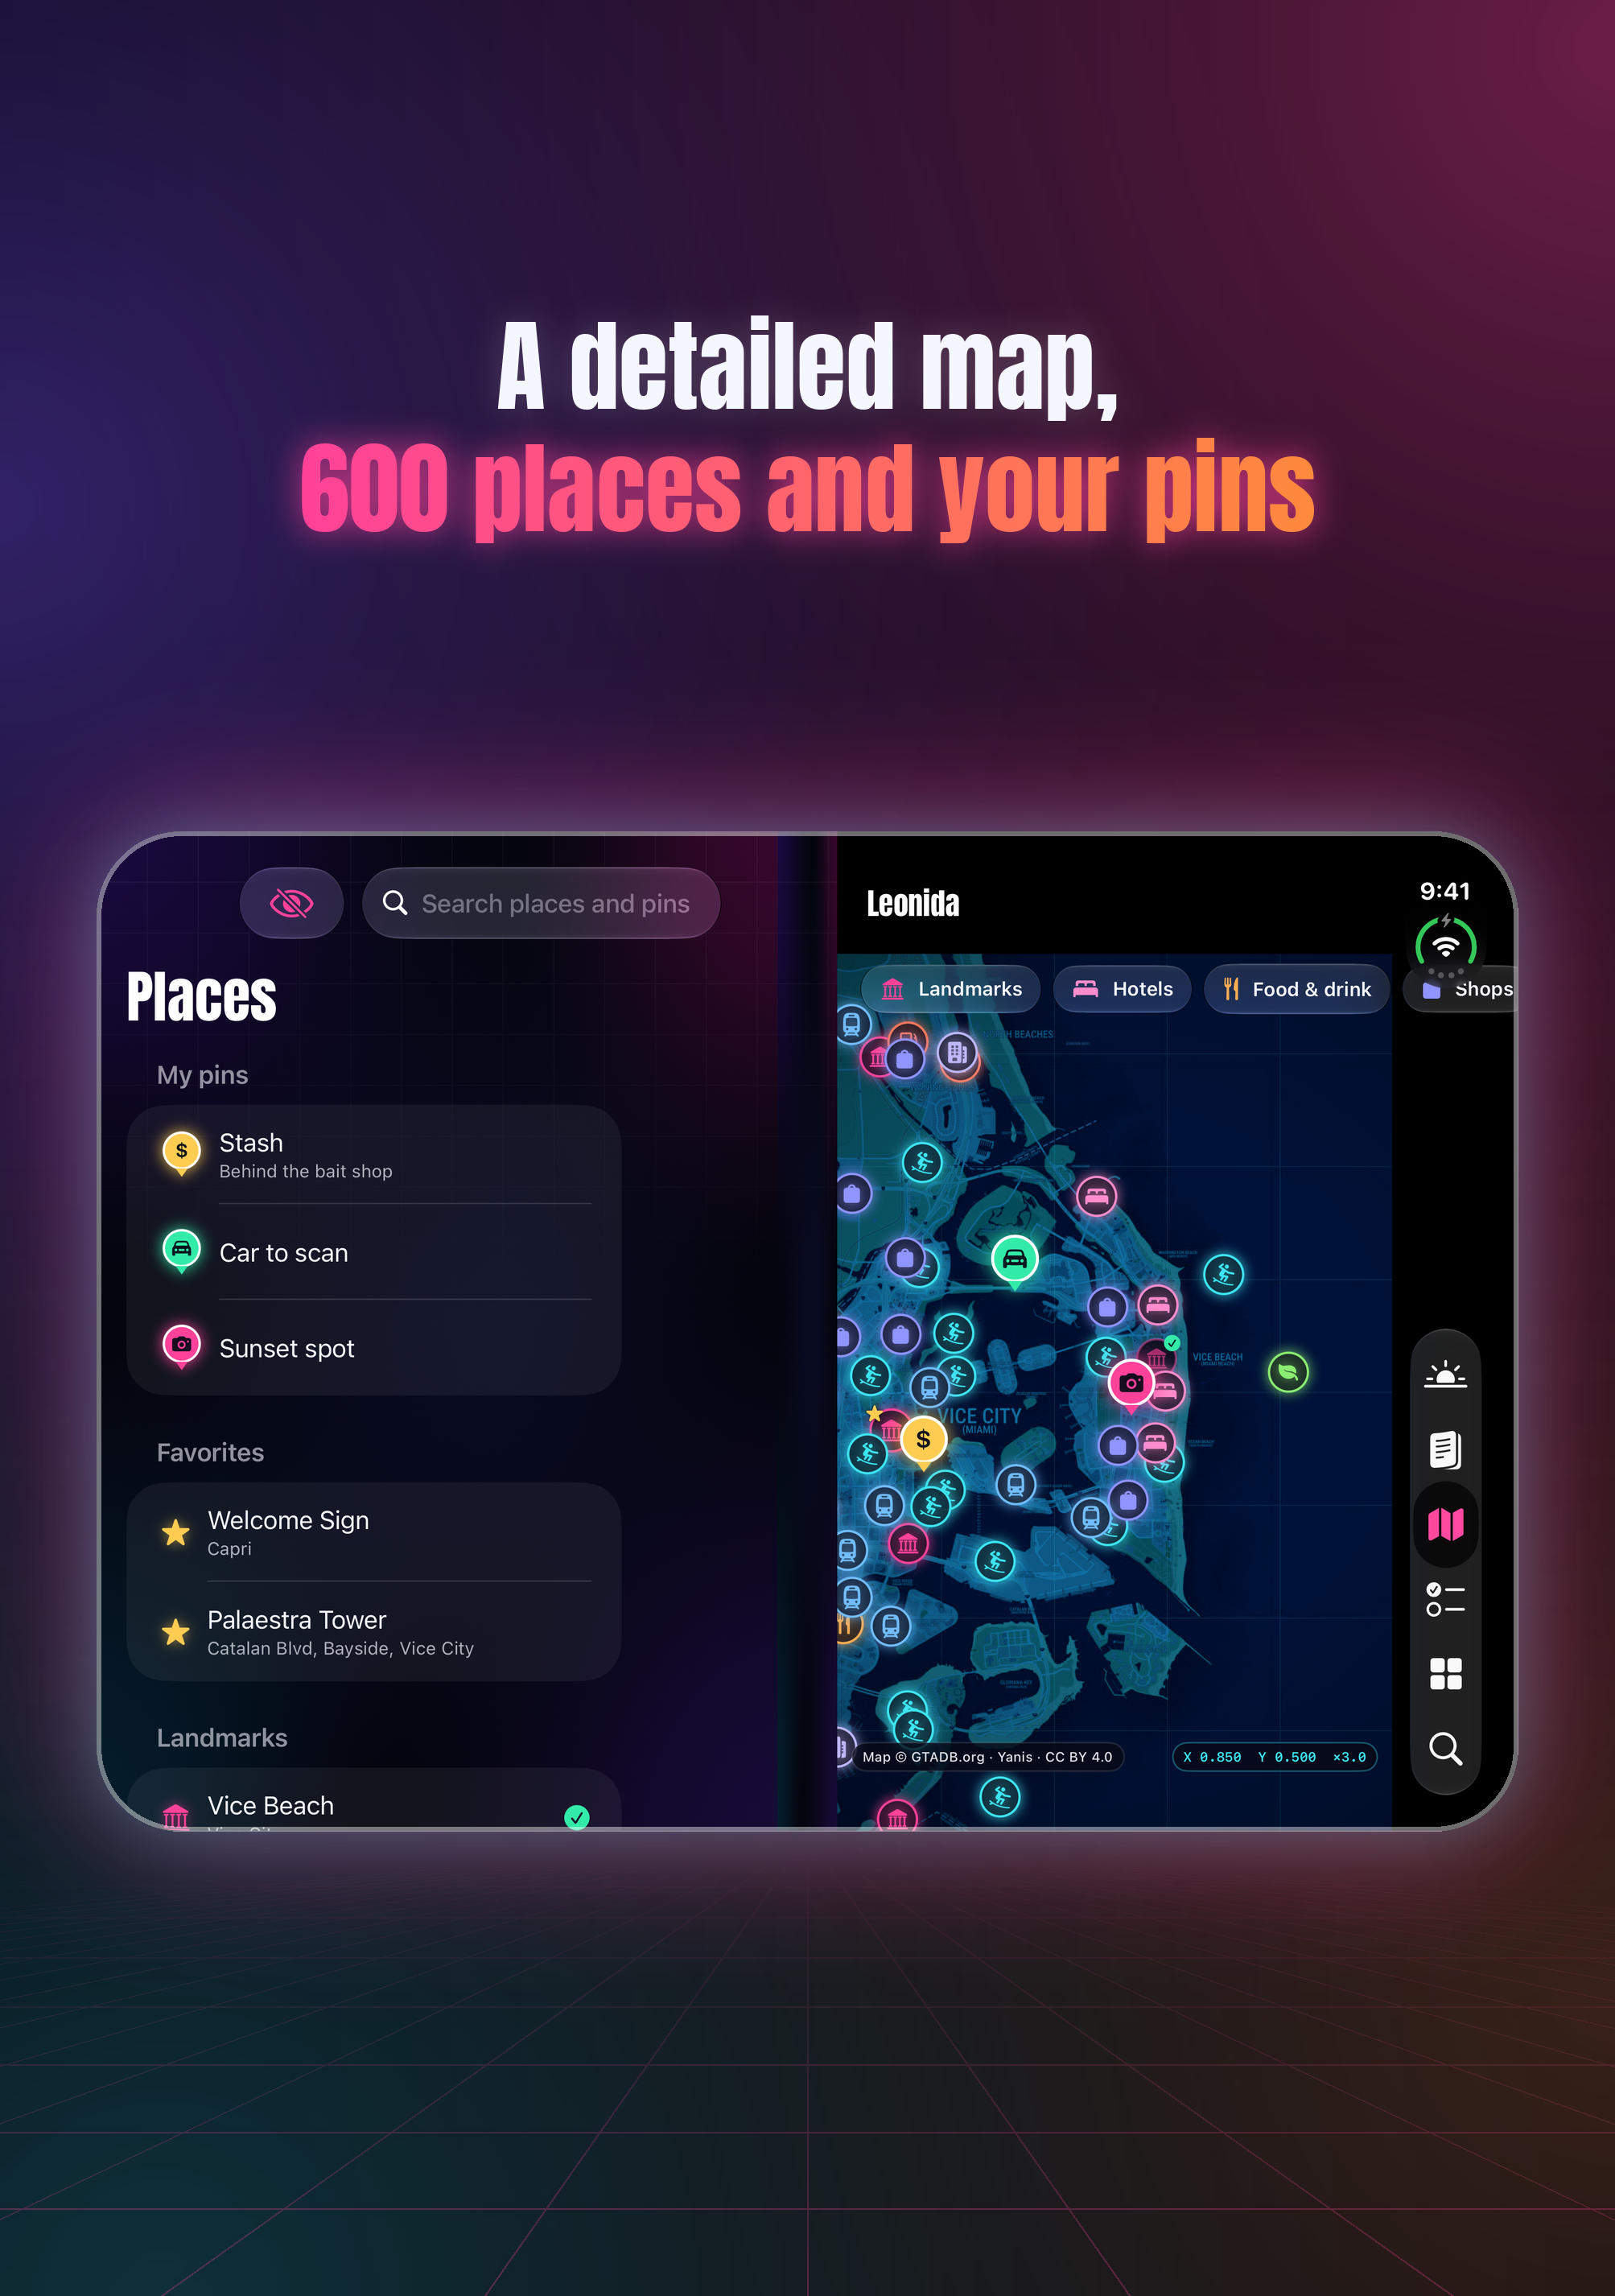 A detailed map,
600 places and your pins
Search places and pins
Places
My pins
$
Stash
Behind the bait shop
Car to scan
Sunset spot
Favorites
Welcome Sign
Capri
Palaestra Tower
Catalan Blvd, Bayside, Vice City
Landmarks
Vice Beach
Leonida
9:41
Landmarks
Hotels
Food & drink
Shops
VICE BEACH
(MIAMI BEACH)
VICE CITY
(MIAMI)
$
Map © GTADB.org · Yanis · CC BY 4.0
X 0.850 Y 0.500 ×3.0